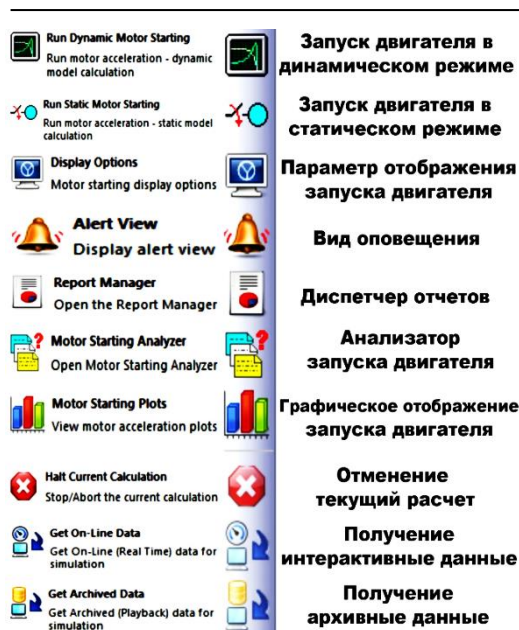 Run Dynamic Motor Starting
Run motor acceleration - dynamic
model calculation
Запуск двигателя в
динамическом режиме
Run Static Motor Starting
Run motor acceleration - static model
calculation
Запуск двигателя в
статическом режиме
Display Options
Motor starting display options
Параметр отображения
запуска двигателя
Alert View
Display alert view
Вид оповещения
Report Manager
Open the Report Manager
Диспетчер отчетов
Motor Starting Analyzer
Open Motor Starting Analyzer
Анализатор
запуска двигателя
Motor Starting Plots
View motor acceleration plots
Графическое отображение
запуска двигателя
Halt Current Calculation
Stop/Abort the current calculation
Отменение
текущий расчет
Get On-Line Data
Get On-Line (Real Time) data for
simulation
Получение
интерактивные данные
Get Archived Data
Get Archived (Playback) data for
simulation
Получение
архивные данные